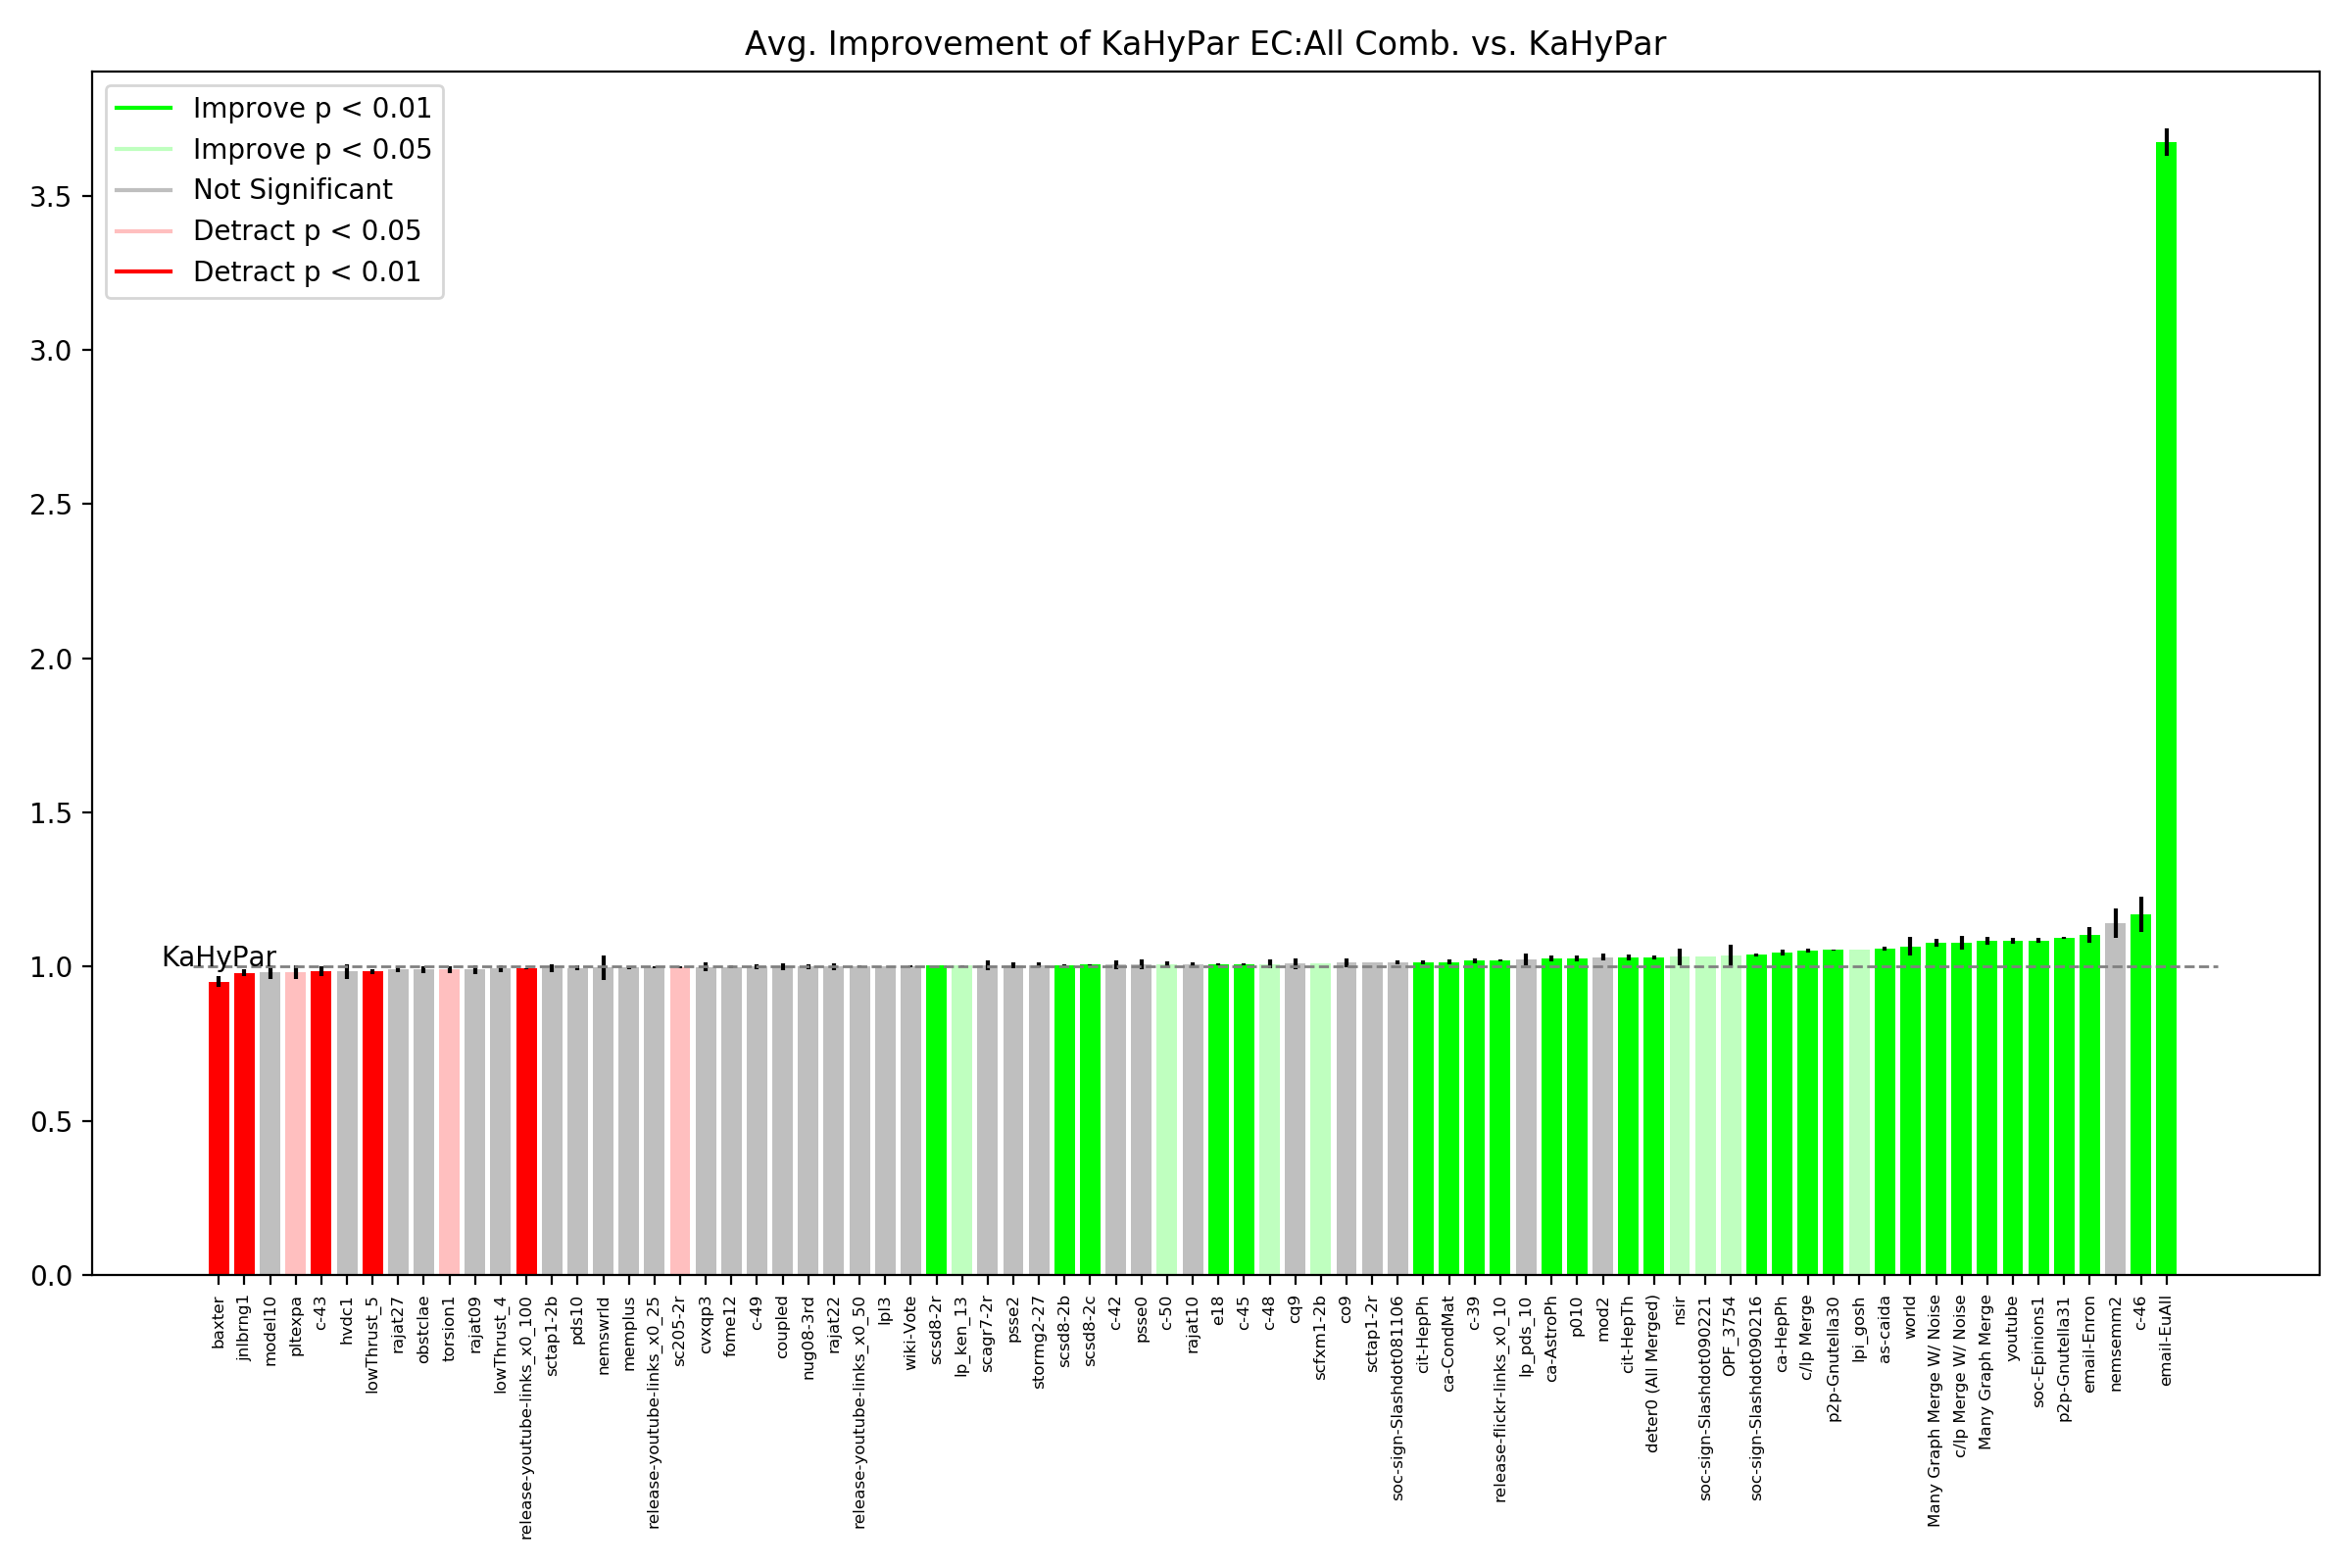 Avg. Improvement of KaHyPar EC:All Comb. vs. KaHyPar
Improve p < 0.01
Improve p < 0.05
Not Significant
Detract p < 0.05
Detract p < 0.01
3.5
3.0
2.5
2.0
1.5
1.0
0.5
0.0
KaHyPar
baxter
jnlbrng1
model10
pltexpa
c-43
hvdc1
lowThrust_5
rajat27
obstclae
torsion1
rajat09
lowThrust_4
release-youtube-links_x0_100
sctap1-2b
pds10
nemswrld
memplus
release-youtube-links_x0_25
sc205-2r
cvxqp3
fome12
c-49
coupled
nug08-3rd
rajat22
release-youtube-links_x0_50
lpl3
wiki-Vote
scsd8-2r
lp_ken_13
scagr7-2r
psse2
stormg2-27
scsd8-2b
scsd8-2c
c-42
psse0
c-50
rajat10
e18
c-45
c-48
cq9
scfxm1-2b
co9
sctap1-2r
soc-sign-Slashdot081106
cit-HepPh
ca-CondMat
c-39
release-flickr-links_x0_10
lp_pds_10
ca-AstroPh
p010
mod2
cit-HepTh
deter0 (All Merged)
nsir
soc-sign-Slashdot090221
OPF_3754
soc-sign-Slashdot090216
ca-HepPh
c/lp Merge
p2p-Gnutella30
lpi_gosh
as-caida
world
Many Graph Merge W/ Noise
c/lp Merge W/ Noise
Many Graph Merge
youtube
soc-Epinions1
p2p-Gnutella31
email-Enron
nemsemm2
c-46
email-EuAll